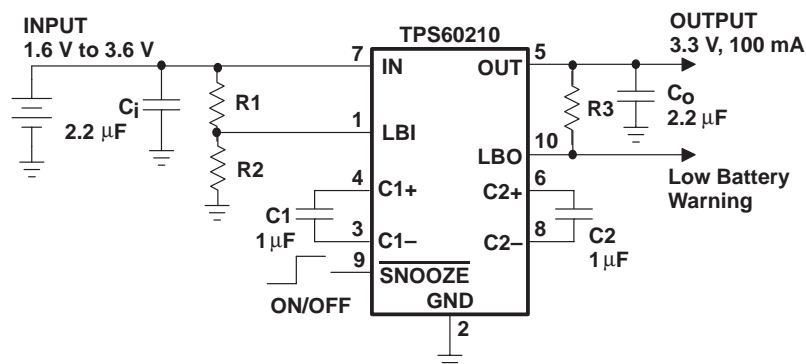 INPUT
1.6 V to 3.6 V
TPS60210
OUTPUT
3.3 V, 100 mA
7
IN
OUT
5
Ci
2.2 µF
R1
R3
Co
2.2 µF
1
LBI
R2
LBO
10
Low Battery
Warning
C1
1 µF
4
C1+
C2+
6
3
C1–
C2–
8
C2
1 µF
9
SNOOZE
ON/OFF
GND
2